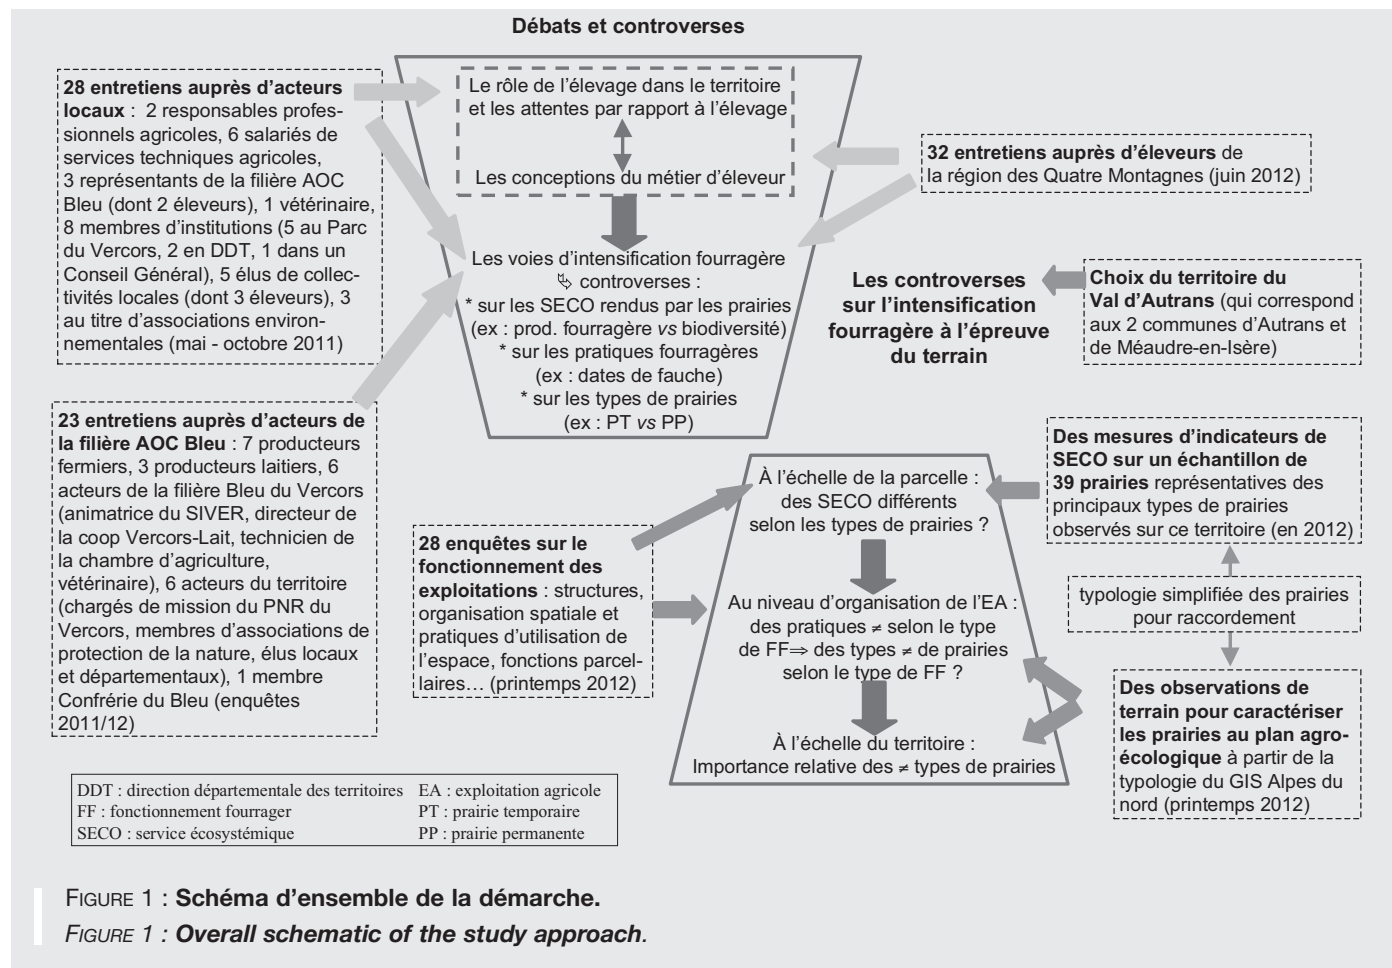 Débats et controverses
28 entretiens auprès d'acteurs
locaux : 2 responsables profes-
sionnels agricoles, 6 salariés de
services techniques agricoles,
3 représentants de la filière AOC
Bleu (dont 2 éleveurs), 1 vétérinaire,
8 membres d'institutions (5 au Parc
du Vercors, 2 en DDT, 1 dans un
Conseil Général), 5 élus de collec-
tivités locales (dont 3 éleveurs), 3
au titre d'associations environ-
nementales (mai - octobre 2011)
Le rôle de l'élevage dans le territoire
et les attentes par rapport à l'élevage
Les conceptions du métier d'éleveur
Les voies d'intensification fourragère
↳ controverses :
* sur les SECO rendus par les prairies
(ex : prod. fourragère vs biodiversité)
* sur les pratiques fourragères
(ex : dates de fauche)
* sur les types de prairies
(ex : PT vs PP)
32 entretiens auprès d'éleveurs de
la région des Quatre Montagnes (juin 2012)
Les controverses
sur l'intensification
fourragère à l'épreuve
du terrain
Choix du territoire du
Val d'Autrans (qui correspond
aux 2 communes d'Autrans et
de Méaudre-en-Isère)
23 entretiens auprès d'acteurs de
la filière AOC Bleu : 7 producteurs
fermiers, 3 producteurs laitiers, 6
acteurs de la filière Bleu du Vercors
(animatrice du SIVER, directeur de
la coop Vercors-Lait, technicien de
la chambre d'agriculture,
vétérinaire), 6 acteurs du territoire
(chargés de mission du PNR du
Vercors, membres d'associations de
protection de la nature, élus locaux
et départementaux), 1 membre
Confrérie du Bleu (enquêtes
2011/12)
28 enquêtes sur le
fonctionnement des
exploitations : structures,
organisation spatiale et
pratiques d'utilisation de
l'espace, fonctions parcel-
laires… (printemps 2012)
À l'échelle de la parcelle :
des SECO différents
selon les types de prairies ?
Au niveau d'organisation de l'EA :
des pratiques ≠ selon le type
de FF⇒ des types ≠ de prairies
selon le type de FF ?
À l'échelle du territoire :
Importance relative des ≠ types de prairies
Des mesures d'indicateurs de
SECO sur un échantillon de
39 prairies représentatives des
principaux types de prairies
observés sur ce territoire (en 2012)
typologie simplifiée des prairies
pour raccordement
Des observations de
terrain pour caractériser
les prairies au plan agro-
écologique à partir de la
typologie du GIS Alpes du
nord (printemps 2012)
DDT : direction départementale des territoires EA : exploitation agricole
FF : fonctionnement fourrager PT : prairie temporaire
SECO : service écosystémique PP : prairie permanente
FIGURE 1 : Schéma d'ensemble de la démarche.
FIGURE 1 : Overall schematic of the study approach.